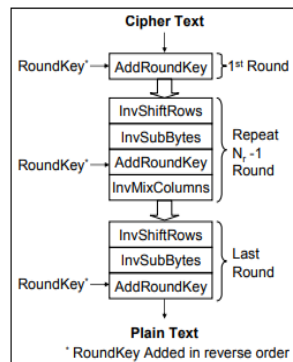 Cipher Text
RoundKey* AddRoundKey 1st Round
InvShiftRows
InvSubBytes
RoundKey* AddRoundKey
InvMixColumns
Repeat
Nr -1
Round
InvShiftRows
InvSubBytes
RoundKey* AddRoundKey
Last
Round
Plain Text
* RoundKey Added in reverse order